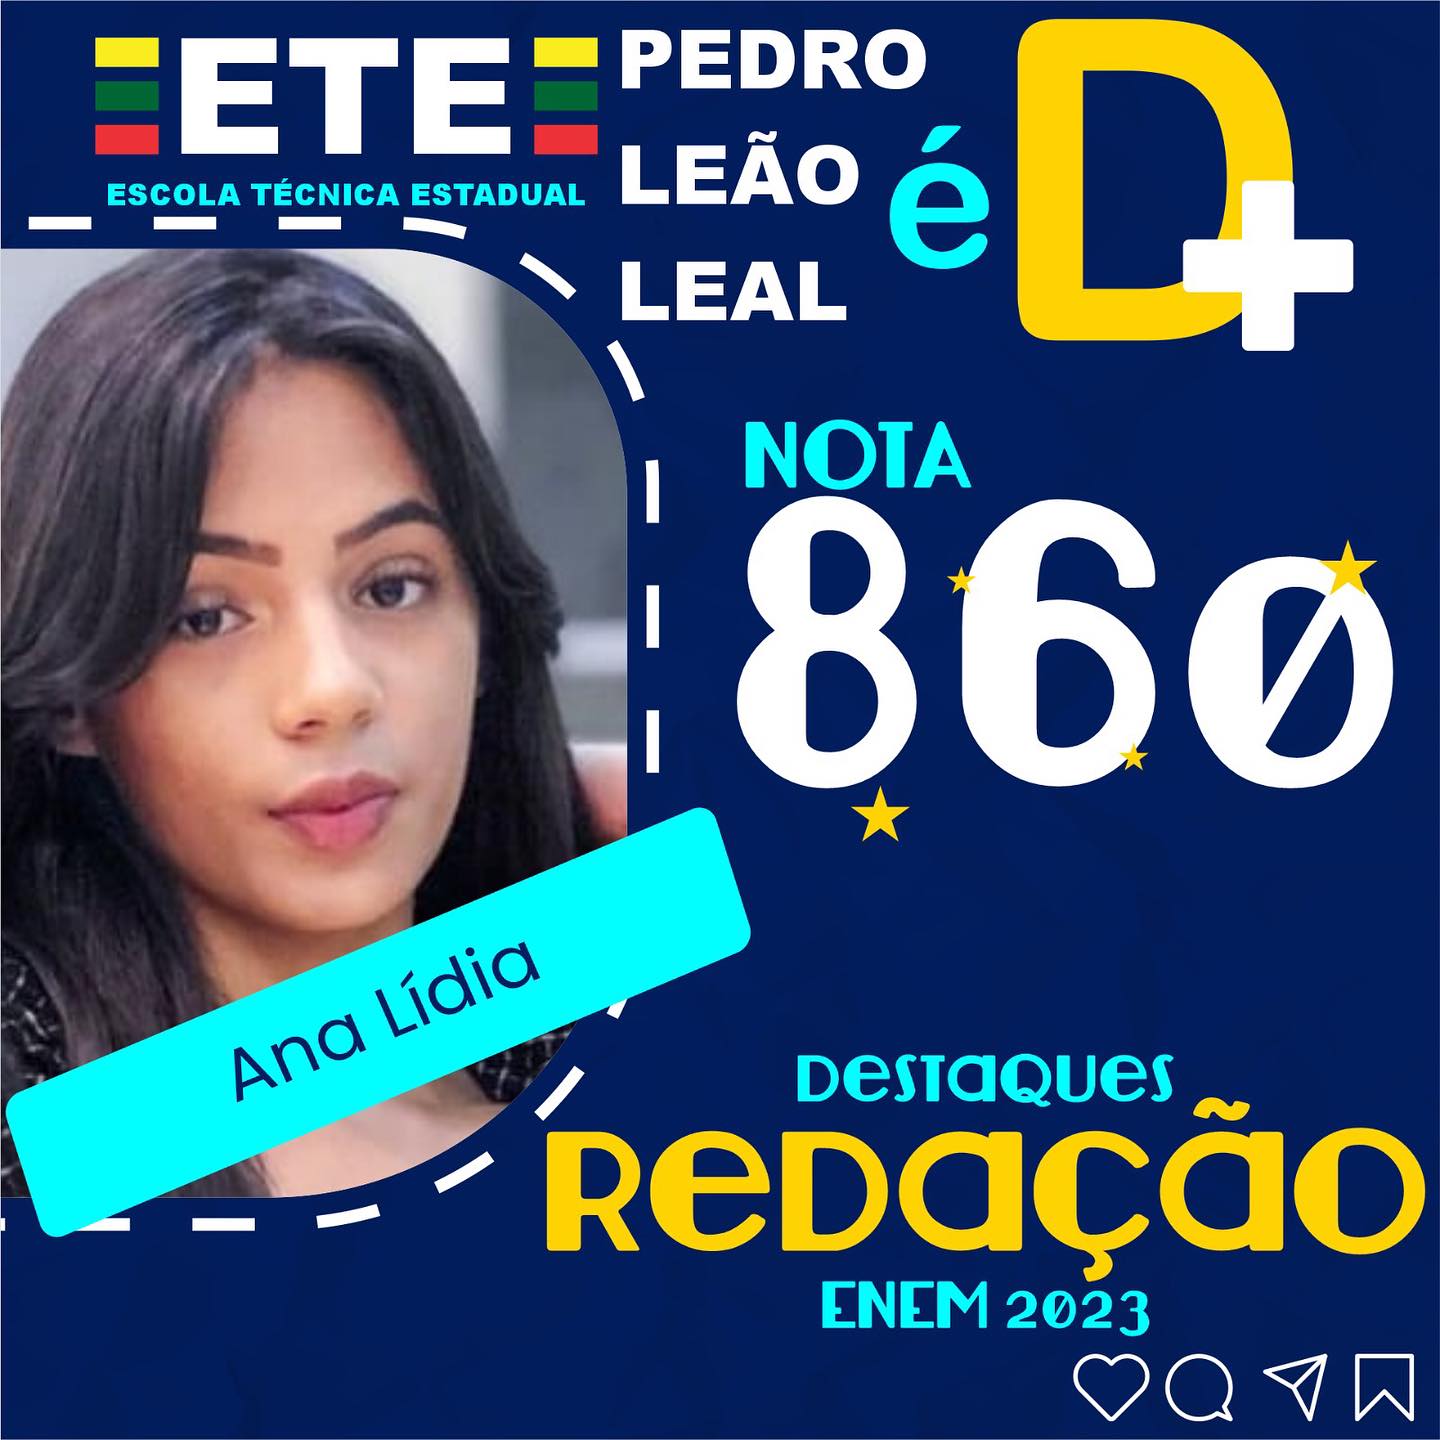 ETE
ESCOLA TÉCNICA ESTADUAL
PEDRO
LEÃO
LEAL
é
D+
NOTA
860
Ana Lídia
DESTAQUES
REDAÇÃO
ENEM 2023